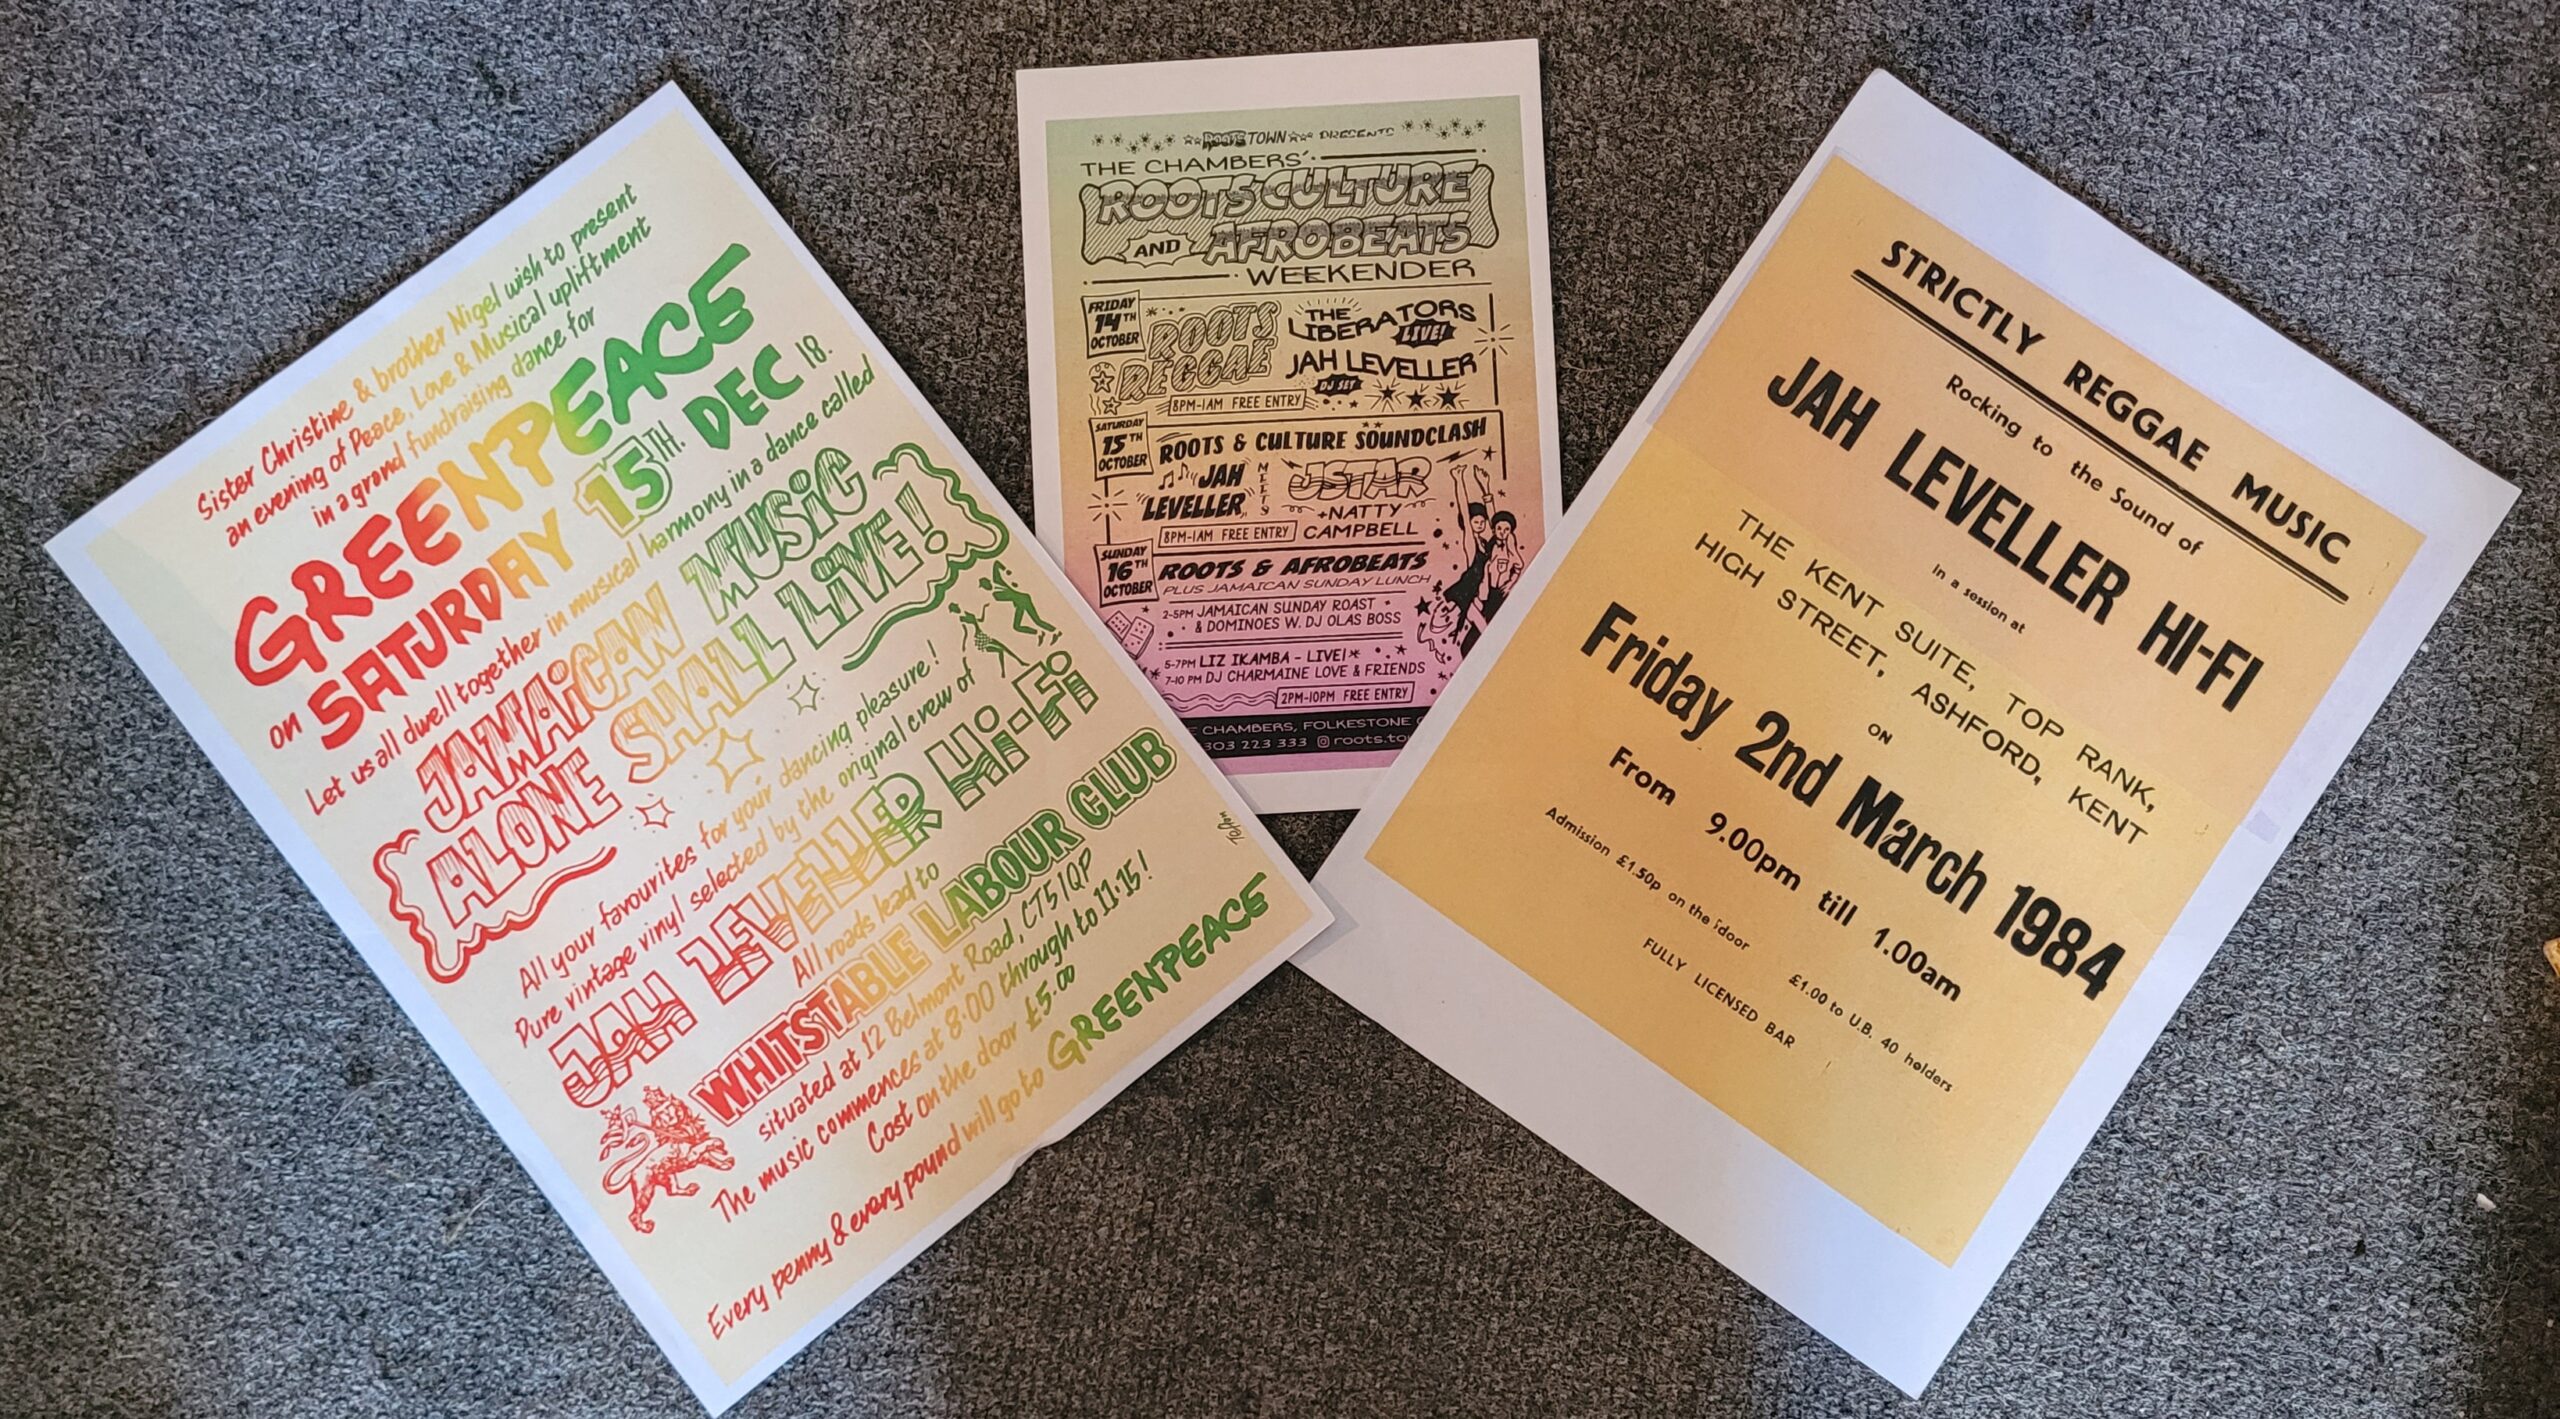 Sister Christine & brother Nigel wish to present
an evening of Peace, Love & Musical upliftment
in a grand fundraising dance for
GREENPEACE
on SATURDAY 15TH. DEC 18.
Let us all dwell together in musical harmony in a dance called
JAMAiCAN MUSiC
ALONE SHALL LiVE!
All your favourites for your dancing pleasure!
Pure vintage vinyl selected by the original crew of
JAH LEVELLER Hi-Fi
All roads lead to
WHITSTABLE LABOUR CLUB
situated at 12 Belmont Road, CT5 1QP
The music commences at 8:00 through to 11.15!
Cost on the door £5.00
Every penny & every pound will go to GREENPEACE
ROOTS TOWN PRESENTS
THE CHAMBERS'
ROOTS CULTURE
AND AFROBEATS
WEEKENDER
FRIDAY
14TH
OCTOBER
ROOTS
REGGAE
THE
LIBERATORS
LIVE!
JAH LEVELLER
DJ SET
8PM-1AM FREE ENTRY
SATURDAY
15TH
OCTOBER
ROOTS & CULTURE SOUNDCLASH
JAH
LEVELLER
MEETS
JSTAR
+NATTY
CAMPBELL
8PM-1AM FREE ENTRY
SUNDAY
16TH
OCTOBER
ROOTS & AFROBEATS
PLUS JAMAICAN SUNDAY LUNCH
2-5PM JAMAICAN SUNDAY ROAST
& DOMINOES W. DJ OLAS BOSS
5-7PM LIZ IKAMBA - LIVE!
7-10 PM DJ CHARMAINE LOVE & FRIENDS
2PM-10PM FREE ENTRY
E CHAMBERS, FOLKESTONE
303 223 333 roots.to
STRICTLY REGGAE MUSIC
Rocking to the Sound of
JAH LEVELLER HI-FI
in a session at
THE KENT SUITE, TOP RANK,
HIGH STREET, ASHFORD, KENT
ON
Friday 2nd March 1984
From 9.00pm till 1.00am
Admission £1.50p on the door £1.00 to U.B. 40 holders
FULLY LICENSED BAR